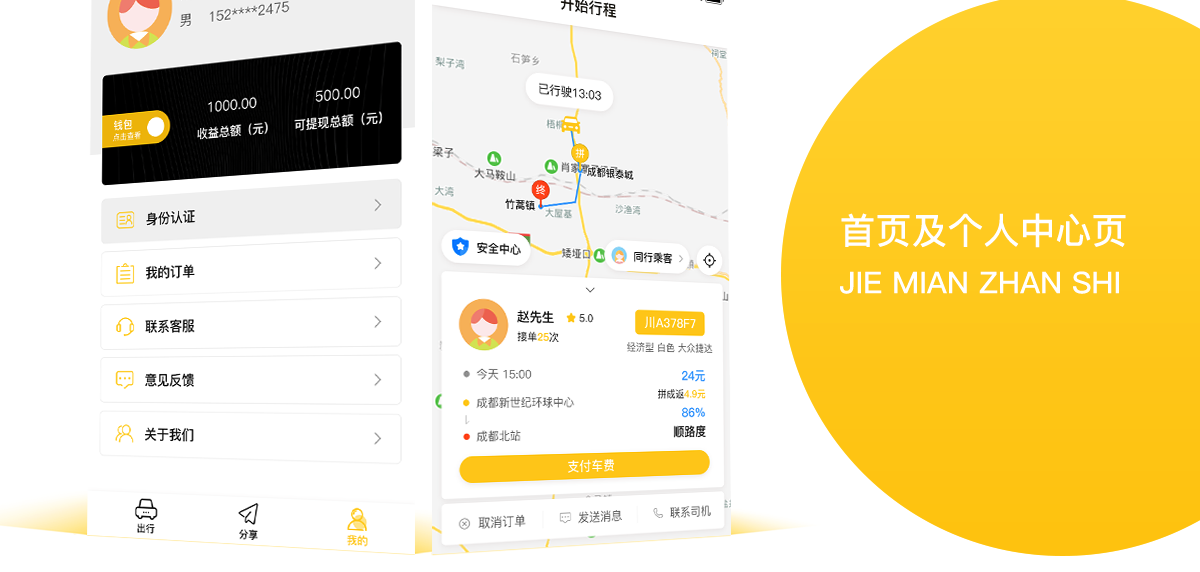 男 152****2475
1000.00
收益总额（元）
500.00
可提现总额（元）
钱包
点击查看
身份认证
我的订单
联系客服
意见反馈
关于我们
出行
分享
我的
开始行程
梨子湾
石笋乡
祠堂
已行驶13:03
梧桐
拼
梁子
大马鞍山
肖家
成都银泰城
大湾
终
竹蒿镇
大屋基
沙渔湾
安全中心
矮垭口
同行乘客
赵先生
5.0
接单25次
川A378F7
经济型 白色 大众捷达
今天 15:00
24元
拼成返4.9元
成都新世纪环球中心
86%
顺路度
成都北站
支付车费
取消订单
发送消息
联系司机
首页及个人中心页
JIE MIAN ZHAN SHI